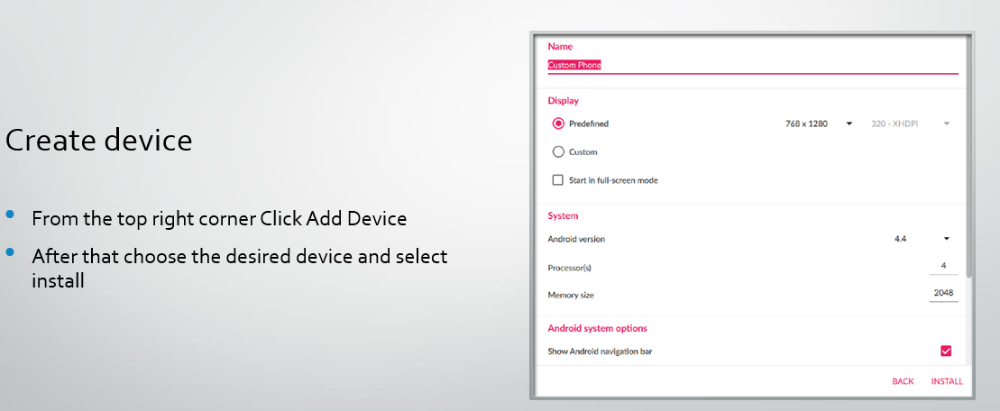 Create device
From the top right corner Click Add Device
After that choose the desired device and select
install
Name
Custom Phone
Display
Predefined 768 x 1280 320 - XHDPI
Custom
Start in full-screen mode
System
Android version 4.4
Processor(s) 4
Memory size 2048
Android system options
Show Android navigation bar
BACK INSTALL